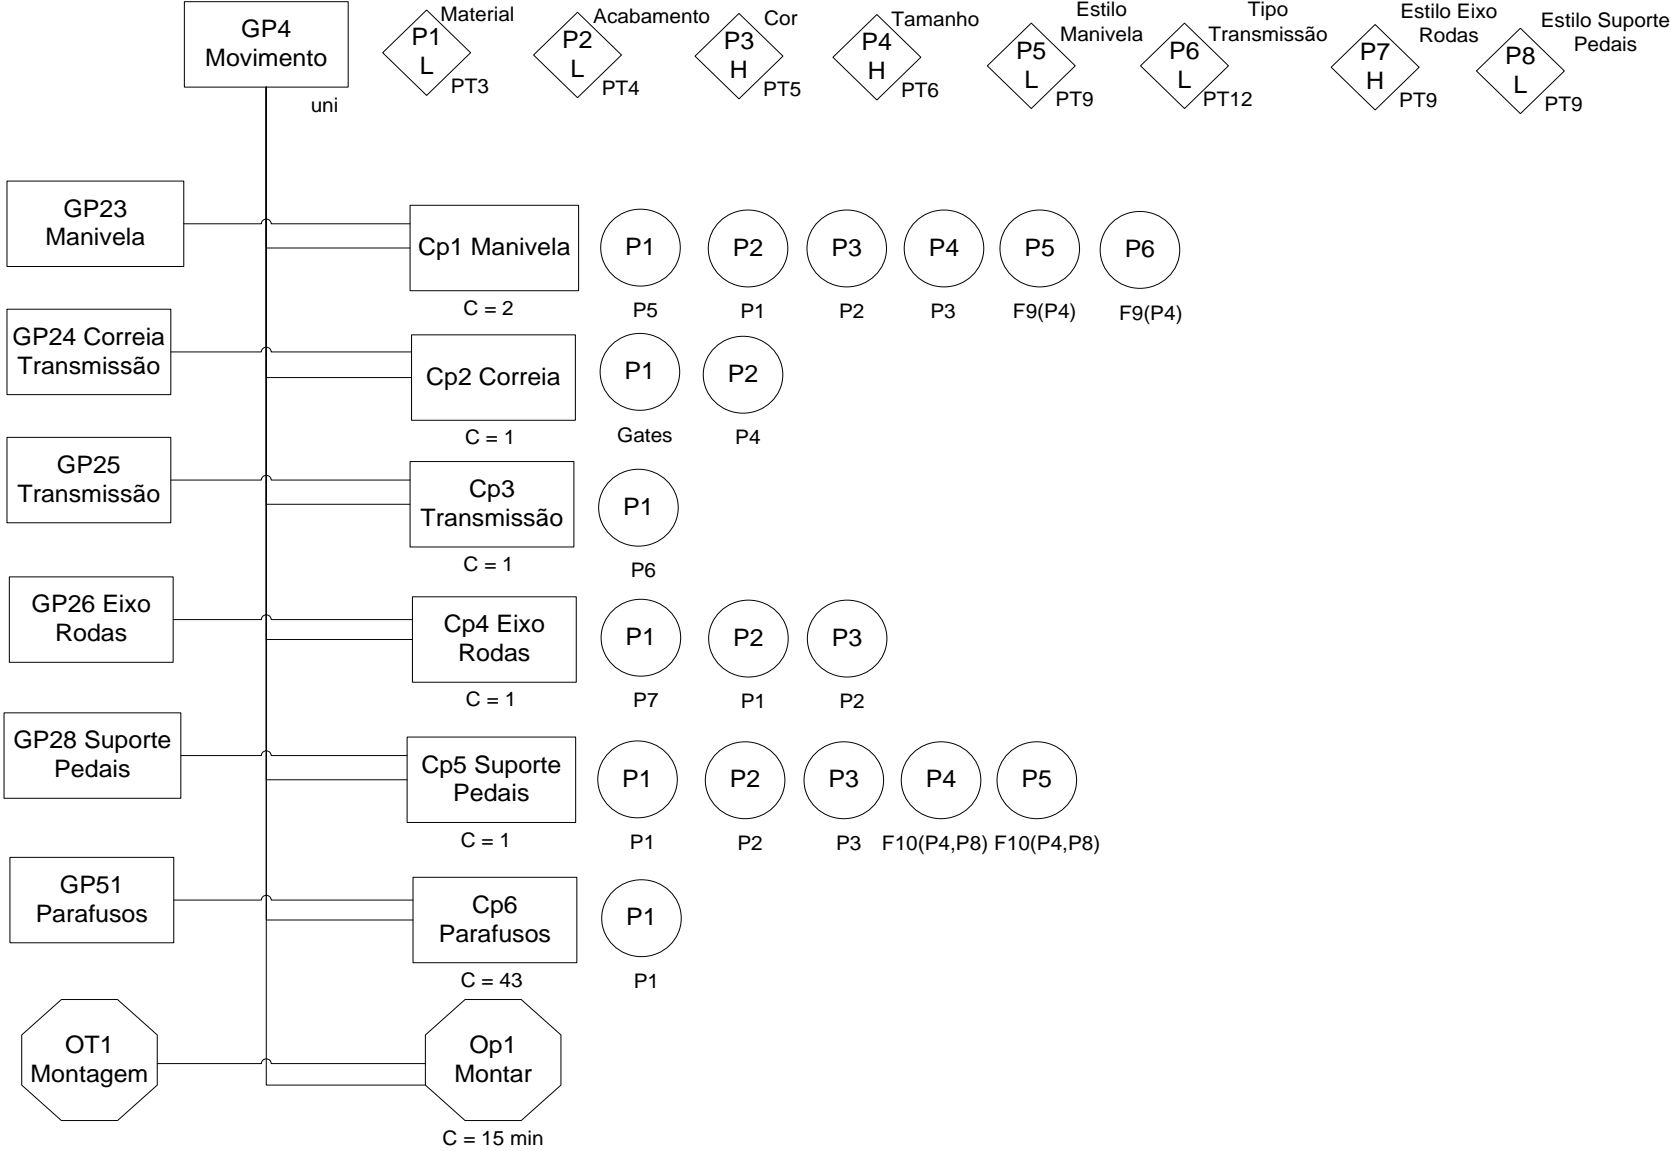 GP4
Movimento
uni
P1
L
Material
PT3
P2
L
Acabamento
PT4
P3
H
Cor
PT5
P4
H
Tamanho
PT6
P5
L
Estilo
Manivela
PT9
P6
L
Tipo
Transmissão
PT12
P7
H
Estilo Eixo
Rodas
PT9
P8
L
Estilo Suporte
Pedais
PT9
GP23
Manivela
Cp1 Manivela
C = 2
P1
P2
P3
P4
P5
P6
P5
P1
P2
P3
F9(P4)
F9(P4)
GP24 Correia
Transmissão
Cp2 Correia
C = 1
P1
P2
Gates
P4
GP25
Transmissão
Cp3
Transmissão
C = 1
P1
P6
GP26 Eixo
Rodas
Cp4 Eixo
Rodas
C = 1
P1
P2
P3
P7
P1
P2
GP28 Suporte
Pedais
Cp5 Suporte
Pedais
C = 1
P1
P2
P3
P4
P5
P1
P2
P3
F10(P4,P8)
F10(P4,P8)
GP51
Parafusos
Cp6
Parafusos
C = 43
P1
P1
OT1
Montagem
Op1
Montar
C = 15 min